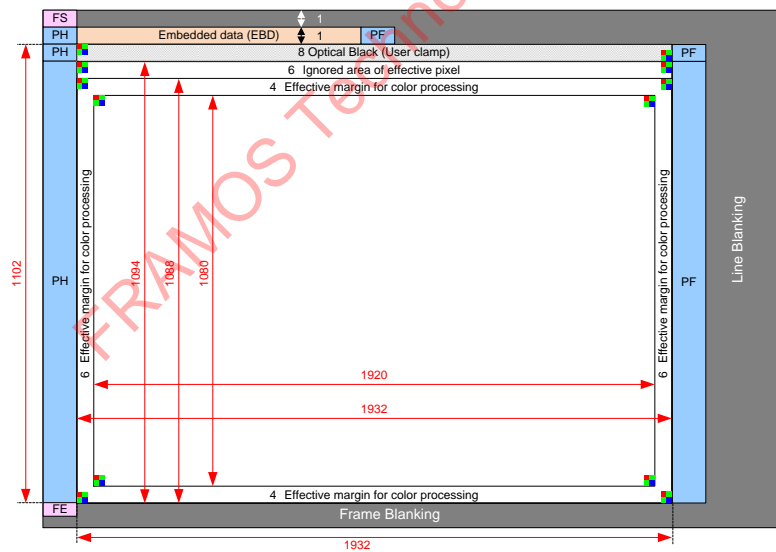 FS
1
PH
Embedded data (EBD)
1
PF
PH
8 Optical Black (User clamp)
PF
6 Ignored area of effective pixel
4 Effective margin for color processing
6 Effective margin for color processing
6 Effective margin for color processing
PH
PF
Line Blanking
1102
1094
1088
1080
1920
1932
4 Effective margin for color processing
FE
Frame Blanking
1932
FRAMOS